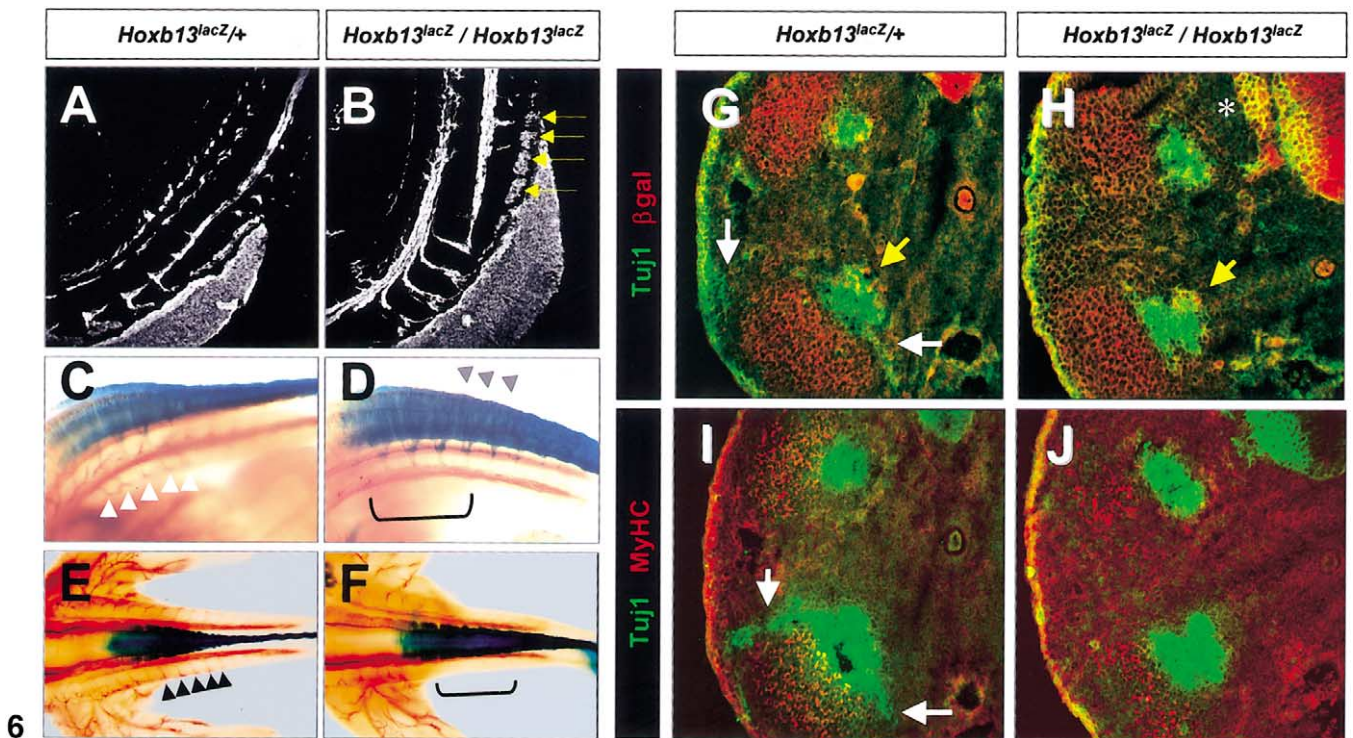 Hoxb13lacZ/+
Hoxb13lacZ / Hoxb13lacZ
Hoxb13lacZ/+
Hoxb13lacZ / Hoxb13lacZ
A
B
C
D
E
F
6
Tuj1 βgal
G
H
*
Tuj1 MyHC
I
J